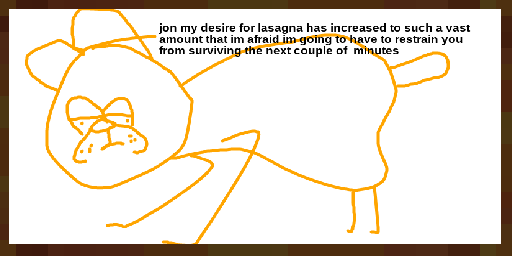 jon my desire for lasagna has increased to such a vast
amount that im afraid im going to have to restrain you
from surviving the next couple of minutes